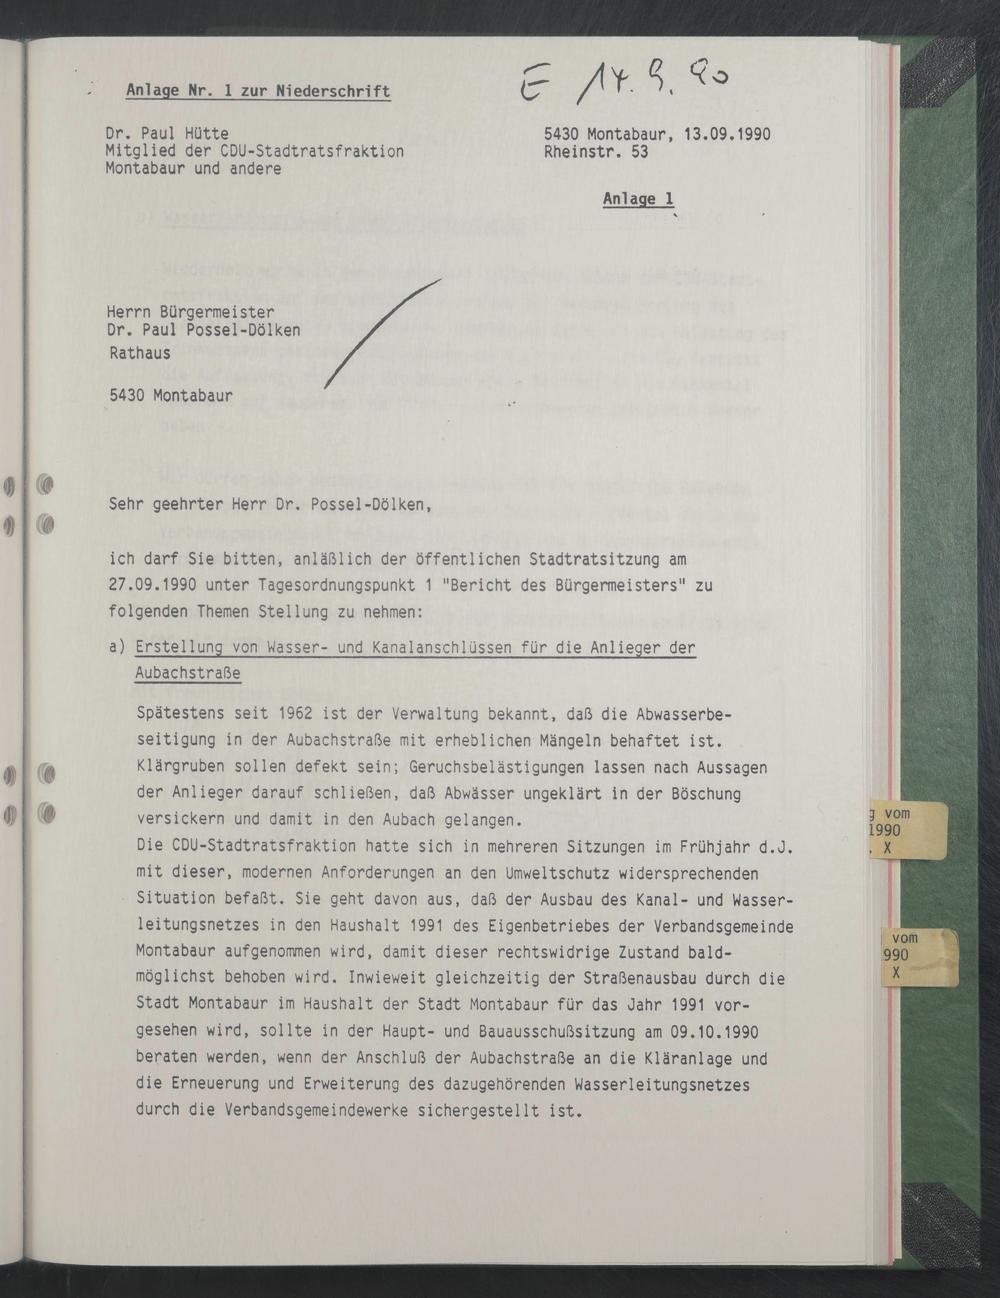 E 14.9.90
Anlage Nr. 1 zur Niederschrift
Dr. Paul Hütte
Mitglied der CDU-Stadtratsfraktion
Montabaur und andere
5430 Montabaur, 13.09.1990
Rheinstr. 53
Anlage 1
Herrn Bürgermeister
Dr. Paul Possel-Dölken
Rathaus
5430 Montabaur
Sehr geehrter Herr Dr. Possel-Dölken,
ich darf Sie bitten, anläßlich der öffentlichen Stadtratsitzung am
27.09.1990 unter Tagesordnungspunkt 1 "Bericht des Bürgermeisters" zu
folgenden Themen Stellung zu nehmen:
a) Erstellung von Wasser- und Kanalanschlüssen für die Anlieger der
Aubachstraße
Spätestens seit 1962 ist der Verwaltung bekannt, daß die Abwasserbe-
seitigung in der Aubachstraße mit erheblichen Mängeln behaftet ist.
Klärgruben sollen defekt sein; Geruchsbelästigungen lassen nach Aussagen
der Anlieger darauf schließen, daß Abwässer ungeklärt in der Böschung
versickern und damit in den Aubach gelangen.
Die CDU-Stadtratsfraktion hatte sich in mehreren Sitzungen im Frühjahr d.J.
mit dieser, modernen Anforderungen an den Umweltschutz widersprechenden
Situation befaßt. Sie geht davon aus, daß der Ausbau des Kanal- und Wasser-
leitungsnetzes in den Haushalt 1991 des Eigenbetriebes der Verbandsgemeinde
Montabaur aufgenommen wird, damit dieser rechtswidrige Zustand bald-
möglichst behoben wird. Inwieweit gleichzeitig der Straßenausbau durch die
Stadt Montabaur im Haushalt der Stadt Montabaur für das Jahr 1991 vor-
gesehen wird, sollte in der Haupt- und Bauausschußsitzung am 09.10.1990
beraten werden, wenn der Anschluß der Aubachstraße an die Kläranlage und
die Erneuerung und Erweiterung des dazugehörenden Wasserleitungsnetzes
durch die Verbandsgemeindewerke sichergestellt ist.
g vom
1990
. X
vom
990
X